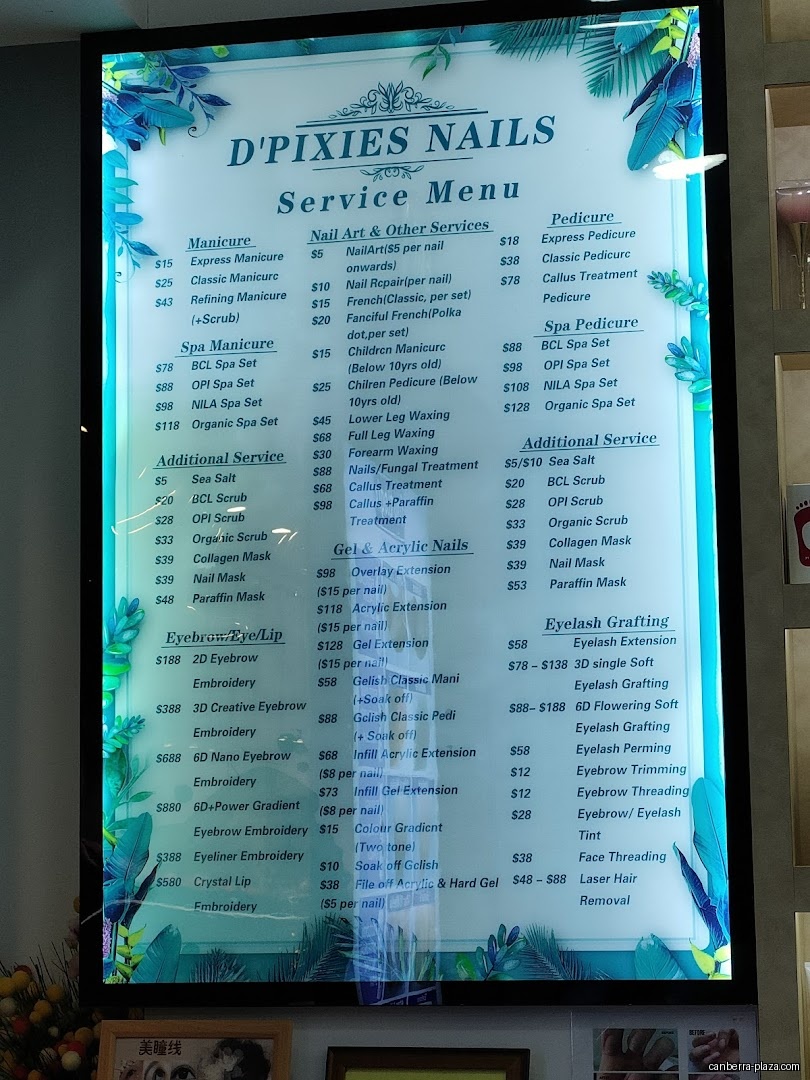 D'PIXIES NAILS
Service Menu
Manicure
$15 Express Manicure
$25 Classic Manicurc
$43 Refining Manicure
(+Scrub)
Spa Manicure
$78 BCL Spa Set
$88 OPI Spa Set
$98 NILA Spa Set
$118 Organic Spa Set
Additional Service
$5 Sea Salt
$20 BCL Scrub
$28 OPI Scrub
$33 Organic Scrub
$39 Collagen Mask
$39 Nail Mask
$48 Paraffin Mask
Eyebrow/Eye/Lip
$188 2D Eyebrow
Embroidery
$388 3D Creative Eyebrow
Embroidery
$688 6D Nano Eyebrow
Embroidery
$880 6D+Power Gradient
Eyebrow Embroidery
$388 Eyeliner Embroidery
$580 Crystal Lip
Embroidery
Nail Art & Other Services
$5 NailArt($5 per nail
onwards)
$10 Nail Rcpair(per nail)
$15 French(Classic, per set)
$20 Fanciful French(Polka
dot,per set)
$15 Childrcn Manicurc
(Below 10yrs old)
$25 Chilren Pedicure (Below
10yrs old)
$45 Lower Leg Waxing
$68 Full Leg Waxing
$30 Forearm Waxing
$88 Nails/Fungal Treatment
$68 Callus Treatment
$98 Callus +Paraffin
Treatment
Gel & Acrylic Nails
$98 Overlay Extension
($15 per nail)
$118 Acrylic Extension
($15 per nail)
$128 Gel Extension
($15 per nail)
$58 Gelish Classic Mani
(+Soak off)
$88 Gclish Classic Pedi
(+ Soak off)
$68 Infill Acrylic Extension
($8 per nail)
$73 Infill Gel Extension
($8 per nail)
$15 Colour Gradicnt
(Two tone)
$10 Soak off Gclish
$38 File off Acrylic & Hard Gel
($5 per nail)
Pedicure
$18 Express Pedicure
$38 Classic Pedicurc
$78 Callus Treatment
Pedicure
Spa Pedicure
$88 BCL Spa Set
$98 OPI Spa Set
$108 NILA Spa Set
$128 Organic Spa Set
Additional Service
$5/$10 Sea Salt
$20 BCL Scrub
$28 OPI Scrub
$33 Organic Scrub
$39 Collagen Mask
$39 Nail Mask
$53 Paraffin Mask
Eyelash Grafting
$58 Eyelash Extension
$78 – $138 3D single Soft
Eyelash Grafting
$88– $188 6D Flowering Soft
Eyelash Grafting
$58 Eyelash Perming
$12 Eyebrow Trimming
$12 Eyebrow Threading
$28 Eyebrow/ Eyelash
Tint
$38 Face Threading
$48 – $88 Laser Hair
Removal
美瞳线
canberra-plaza.com